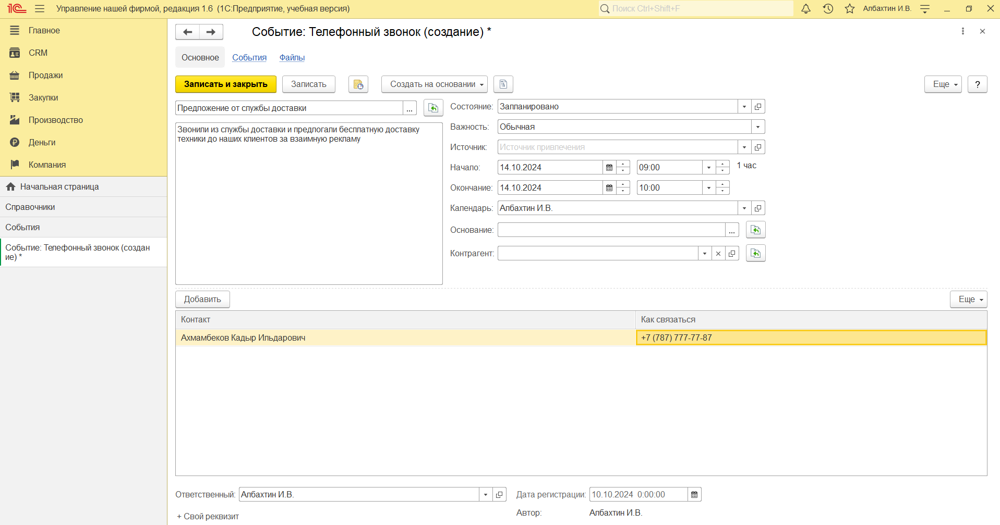 1С Управление нашей фирмой, редакция 1.6 (1С:Предприятие, учебная версия) Поиск Ctrl+Shift+F Албахтин И.В.
Главное
CRM
Продажи
Закупки
Производство
Деньги
Компания
Начальная страница
Справочники
События
Событие: Телефонный звонок (создан
ие) *
Событие: Телефонный звонок (создание) *
Основное События Файлы
Записать и закрыть Записать Создать на основании Еще ?
Предложение от службы доставки ...
Звонили из службы доставки и предлогали бесплатную доставку
техники до наших клиентов за взаимную рекламу
Состояние: Запланировано
Важность: Обычная
Источник: Источник привлечения
Начало: 14.10.2024 09:00 1 час
Окончание: 14.10.2024 10:00
Календарь: Албахтин И.В.
Основание: ...
Контрагент:
Добавить Еще
Контакт Как связаться
Ахмамбеков Кадыр Ильдарович +7 (787) 777-77-87
Ответственный: Албахтин И.В. Дата регистрации: 10.10.2024 0:00:00
Автор: Албахтин И.В.
+ Свой реквизит